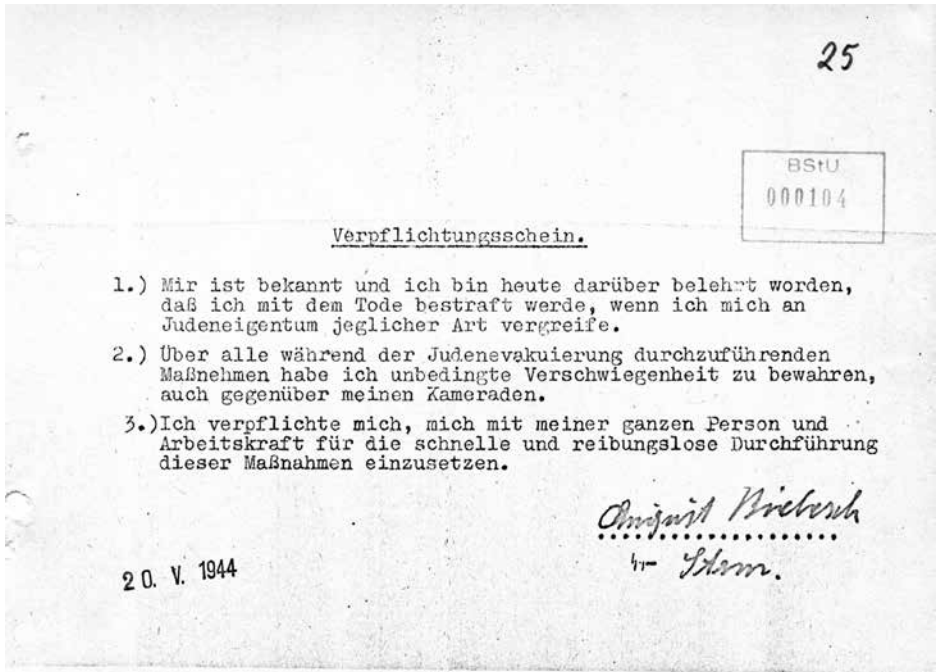 25
BStU
000104
Verpflichtungsschein.
1.) Mir ist bekannt und ich bin heute darüber belehrt worden,
daß ich mit dem Tode bestraft werde, wenn ich mich an
Judeneigentum jeglicher Art vergreife.
2.) Über alle während der Judenevakuierung durchzuführenden
Maßnehmen habe ich unbedingte Verschwiegenheit zu bewahren,
auch gegenüber meinen Kameraden.
3.)Ich verpflichte mich, mich mit meiner ganzen Person und
Arbeitskraft für die schnelle und reibungslose Durchführung
dieser Maßnahmen einzusetzen.
August
20. V. 1944